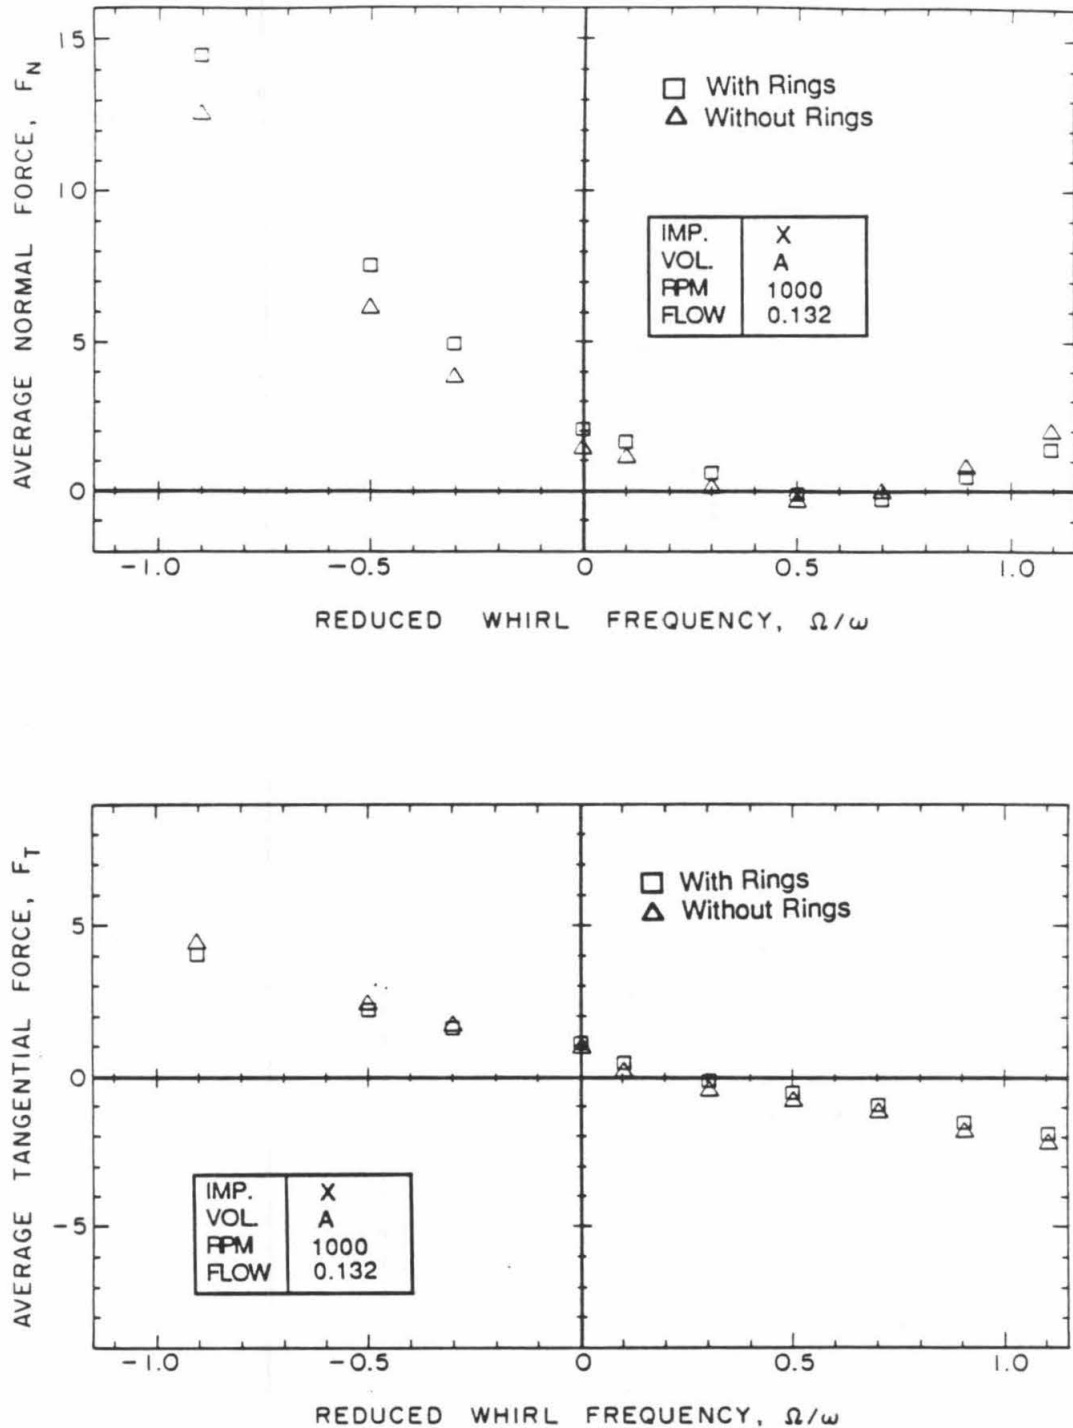 AVERAGE NORMAL FORCE, F_N
15
10
5
0
□ With Rings
△ Without Rings
IMP. X
VOL. A
RPM 1000
FLOW 0.132
-1.0 -0.5 0 0.5 1.0
REDUCED WHIRL FREQUENCY, Ω/ω
AVERAGE TANGENTIAL FORCE, F_T
5
0
-5
□ With Rings
△ Without Rings
IMP. X
VOL. A
RPM 1000
FLOW 0.132
-1.0 -0.5 0 0.5 1.0
REDUCED WHIRL FREQUENCY, Ω/ω